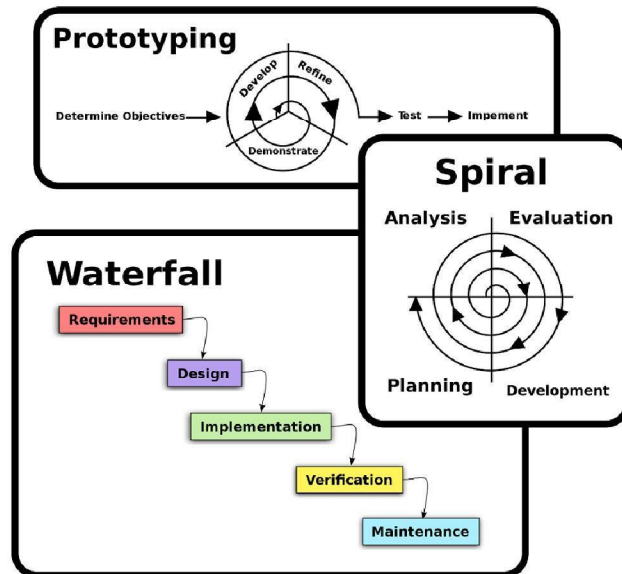 Prototyping
Determine Objectives
Develop
Refine
Demonstrate
Test
Impement
Spiral
Analysis
Evaluation
Planning
Development
Waterfall
Requirements
Design
Implementation
Verification
Maintenance